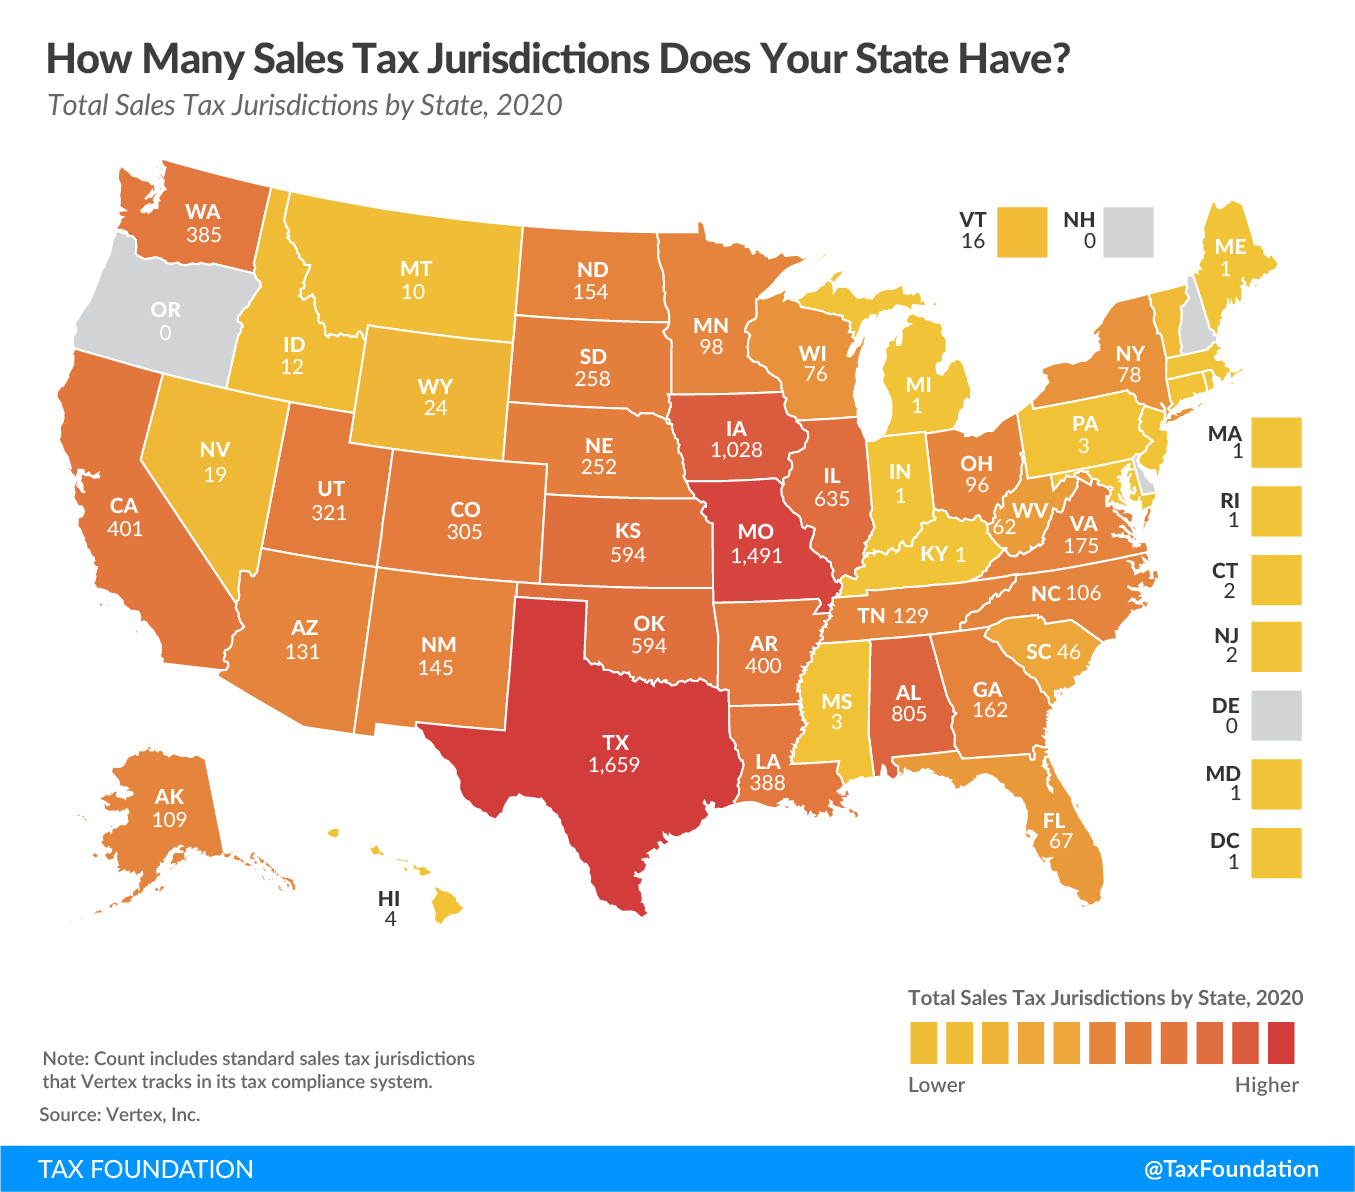 How Many Sales Tax Jurisdictions Does Your State Have?
Total Sales Tax Jurisdictions by State, 2020
WA
385
OR
0
MT
10
ID
12
WY
24
NV
19
CA
401
UT
321
CO
305
AZ
131
NM
145
ND
154
SD
258
NE
252
KS
594
OK
594
TX
1,659
MN
98
IA
1,028
MO
1,491
AR
400
LA
388
WI
76
IL
635
MI
1
IN
1
OH
96
KY 1
TN 129
MS
3
AL
805
GA
162
FL
67
SC 46
NC 106
VA
175
WV
62
PA
3
NY
78
ME
1
VT
16
NH
0
MA
1
RI
1
CT
2
NJ
2
DE
0
MD
1
DC
1
AK
109
HI
4
Total Sales Tax Jurisdictions by State, 2020
Lower
Higher
Note: Count includes standard sales tax jurisdictions
that Vertex tracks in its tax compliance system.
Source: Vertex, Inc.
TAX FOUNDATION
@TaxFoundation